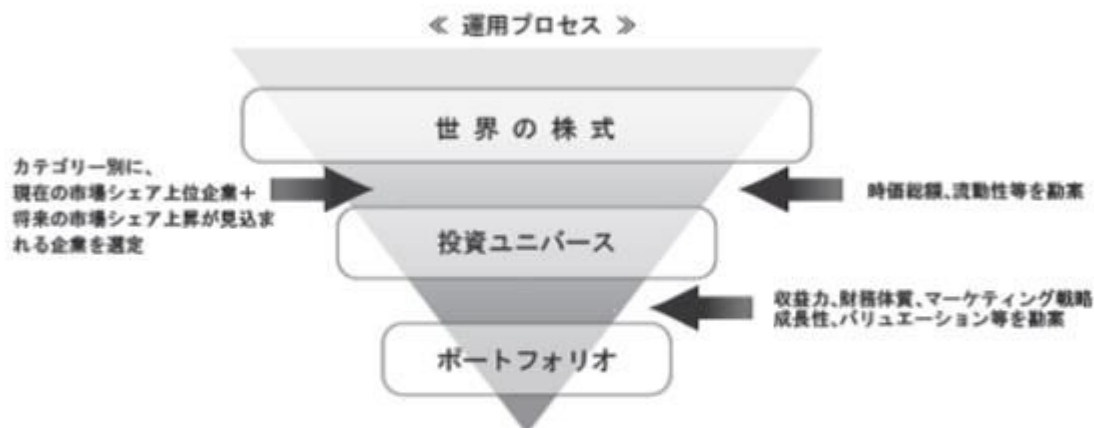 ≪ 運用プロセス ≫
世界の株式
カテゴリー別に、
現在の市場シェア上位企業＋
将来の市場シェア上昇が見込ま
れる企業を選定
時価総額、流動性等を勘案
投資ユニバース
収益力、財務体質、マーケティング戦略
成長性、バリュエーション等を勘案
ポートフォリオ